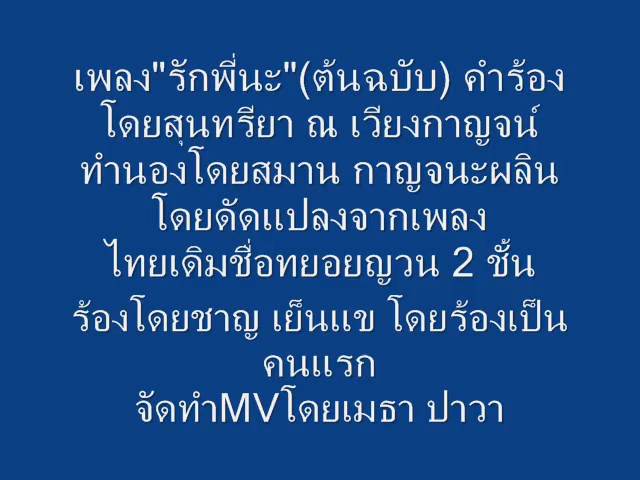 เพลง"รักพี่นะ"(ต้นฉบับ) คำร้อง
โดยสุนทรียา ณ เวียงกาญจน์
ทำนองโดยสมาน กาญจนะผลิน
โดยดัดแปลงจากเพลง
ไทยเดิมชื่อทยอยญวน 2 ชั้น
ร้องโดยชาญ เย็นแข โดยร้องเป็น
คนแรก
จัดทำMVโดยเมธา ปาวา